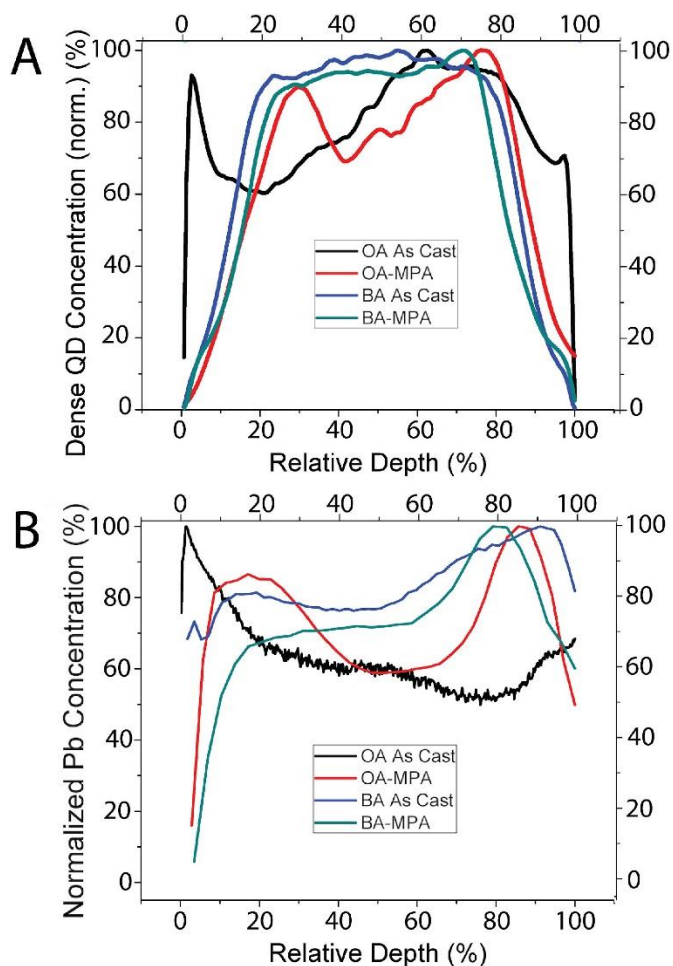 A
0 20 40 60 80 100
Dense QD Concentration (norm.) (%)
100 100
80 80
60 60
40 40
20 20
0 0
OA As Cast
OA-MPA
BA As Cast
BA-MPA
0 20 40 60 80 100
Relative Depth (%)
B
0 20 40 60 80 100
Normalized Pb Concentration (%)
100 100
80 80
60 60
40 40
20 20
0 0
OA As Cast
OA-MPA
BA As Cast
BA-MPA
0 20 40 60 80 100
Relative Depth (%)